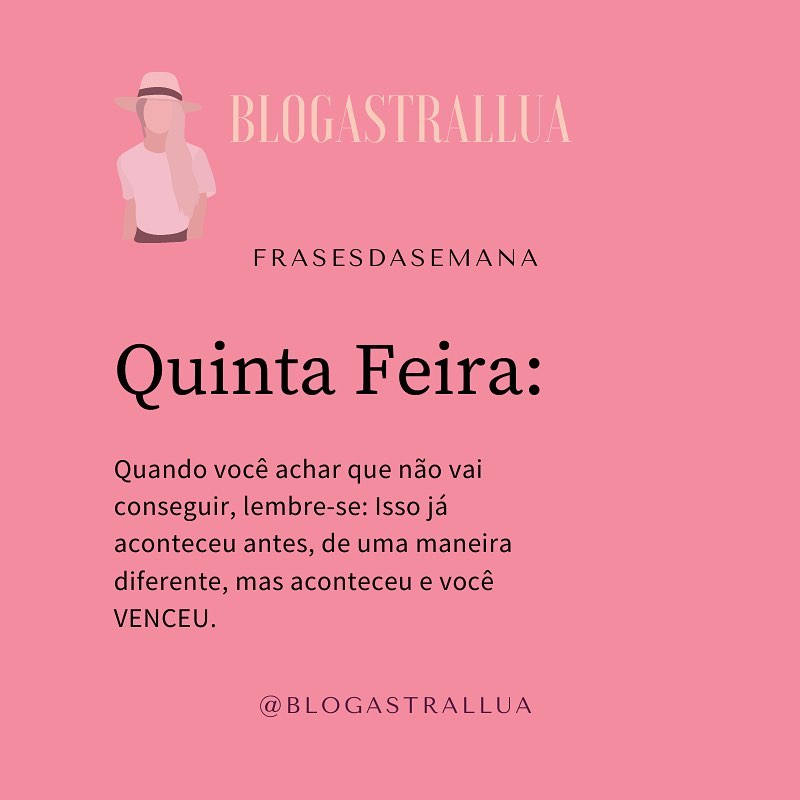 BLOGASTRALLUA
FRASESDASEMANA
Quinta Feira:
Quando você achar que não vai
conseguir, lembre-se: Isso já
aconteceu antes, de uma maneira
diferente, mas aconteceu e você
VENCEU.
@BLOGASTRALLUA